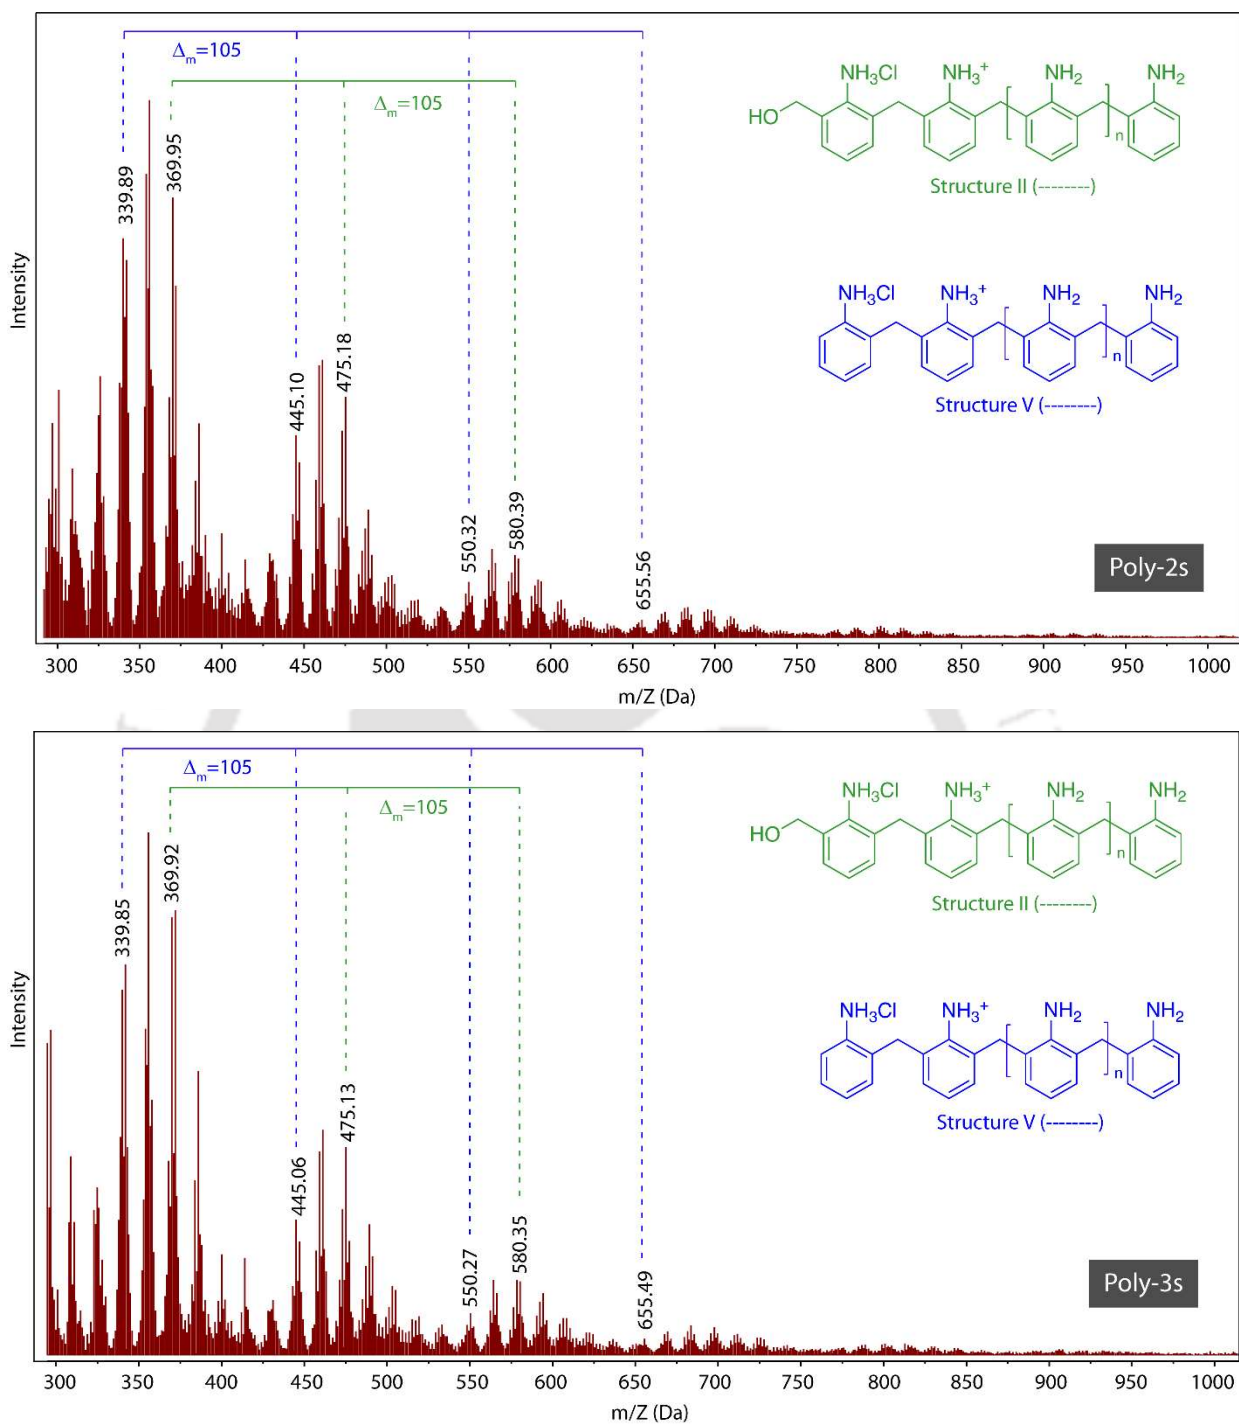 Δm=105
Δm=105
339.89
369.95
445.10
475.18
550.32
580.39
655.56
NH3Cl NH3+ NH2 NH2
HO
n
Structure II (--------)
NH3Cl NH3+ NH2 NH2
n
Structure V (--------)
Poly-2s
Intensity
300 350 400 450 500 550 600 650 700 750 800 850 900 950 1000
m/Z (Da)
Δm=105
Δm=105
339.85
369.92
445.06
475.13
550.27
580.35
655.49
NH3Cl NH3+ NH2 NH2
HO
n
Structure II (--------)
NH3Cl NH3+ NH2 NH2
n
Structure V (--------)
Poly-3s
Intensity
300 350 400 450 500 550 600 650 700 750 800 850 900 950 1000
m/Z (Da)